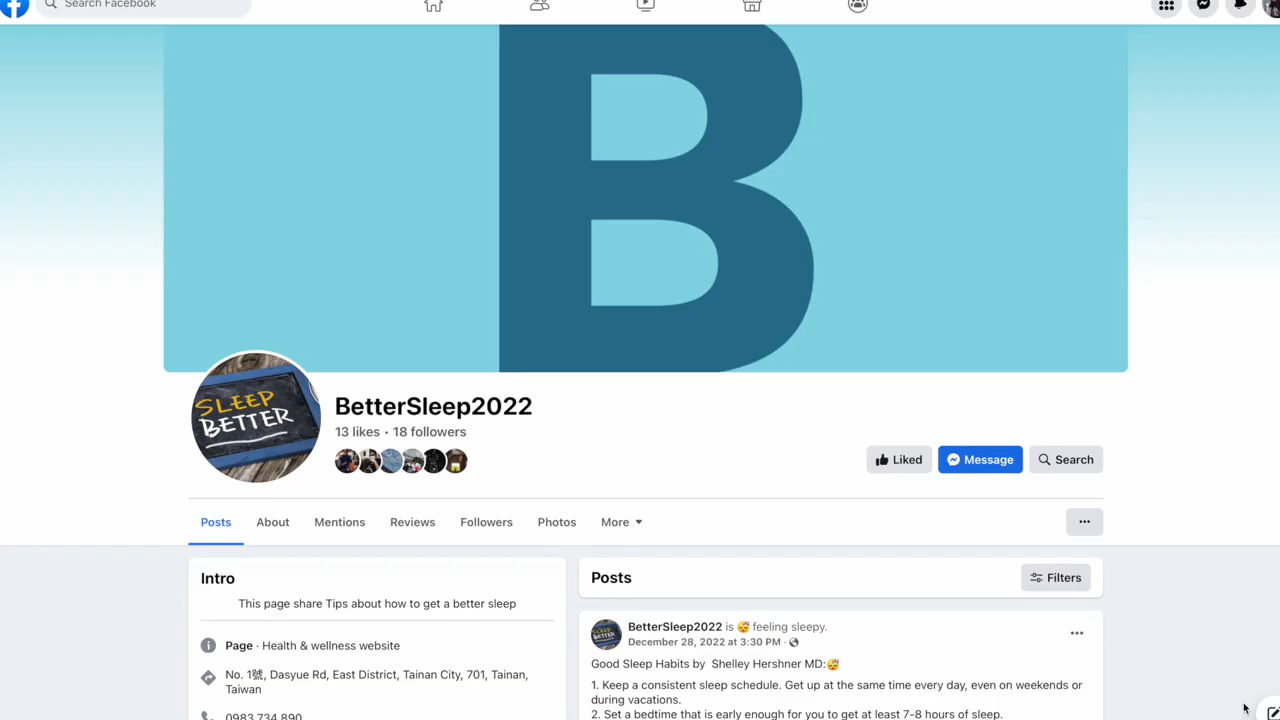 Search Facebook
B
SLEEP
BETTER
BetterSleep2022
13 likes · 18 followers
Liked
Message
Search
Posts
About
Mentions
Reviews
Followers
Photos
More
Intro
This page share Tips about how to get a better sleep
Page · Health & wellness website
No. 1號, Dasyue Rd, East District, Tainan City, 701, Tainan,
Taiwan
0983 734 890
Posts
Filters
SLEEP
BETTER
BetterSleep2022 is 😴 feeling sleepy.
December 28, 2022 at 3:30 PM ·
Good Sleep Habits by Shelley Hershner MD:😴
1. Keep a consistent sleep schedule. Get up at the same time every day, even on weekends or
during vacations.
2. Set a bedtime that is early enough for you to get at least 7-8 hours of sleep.